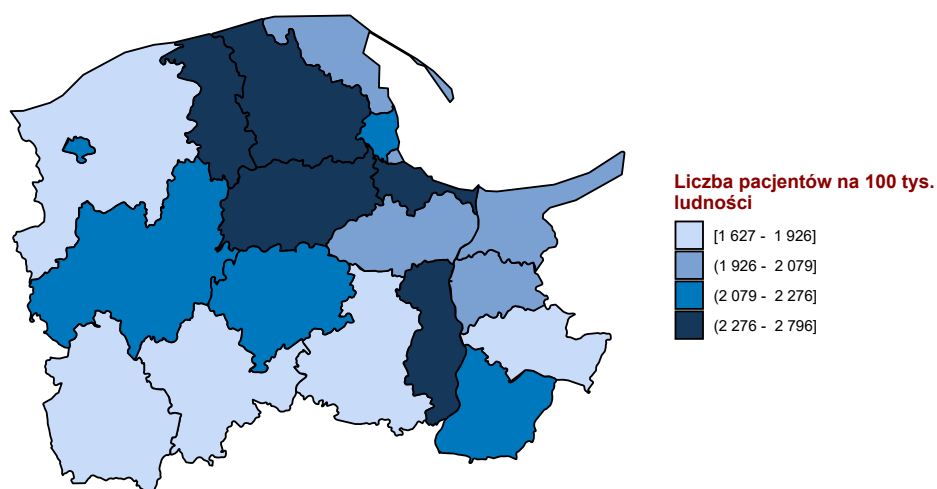 Liczba pacjentów na 100 tys.
ludności
[1 627 - 1 926]
(1 926 - 2 079]
(2 079 - 2 276]
(2 276 - 2 796]